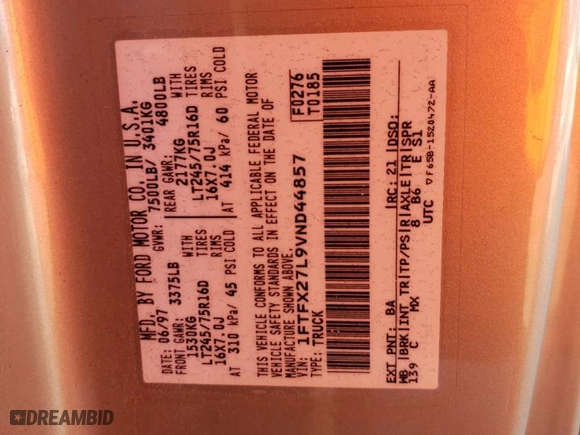 MFD. BY FORD MOTOR CO. IN U.S.A.
DATE: 06/97 GVWR: 7500LB/ 3401KG
FRONT GAWR: 3375LB REAR GAWR: 4800LB
1530KG 2177KG WITH
LT245/75R16D TIRES LT245/75R16D TIRES
16X7.0J RIMS 16X7.0J RIMS
AT 310 kPa/ 45 PSI COLD AT 414 kPa/ 60 PSI COLD
THIS VEHICLE CONFORMS TO ALL APPLICABLE FEDERAL MOTOR
VEHICLE SAFETY STANDARDS IN EFFECT ON THE DATE OF
MANUFACTURE SHOWN ABOVE.
VIN: 1FTFX27L9VND44857 F0276
TYPE: TRUCK T0185
EXT PNT: BA RC: 21 DSO:
WB BRK INT TR TP/PS R AXLE TR SPR
139 C MX 8 B6 E S1
UTC ▽F65B-1520472-AA
DREAMBID